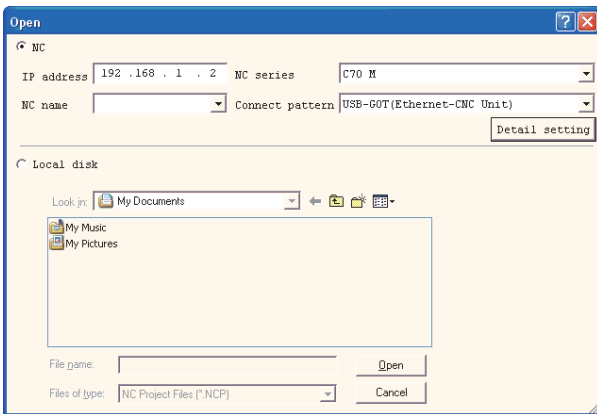 Open
NC
IP address 192 .168 . 1 . 2 NC series C70 M
NC name Connect pattern USB-GOT(Ethernet-CNC Unit)
Detail setting
Local disk
Look in: My Documents
My Music
My Pictures
File name: Open
Files of type: NC Project Files (*.NCP) Cancel